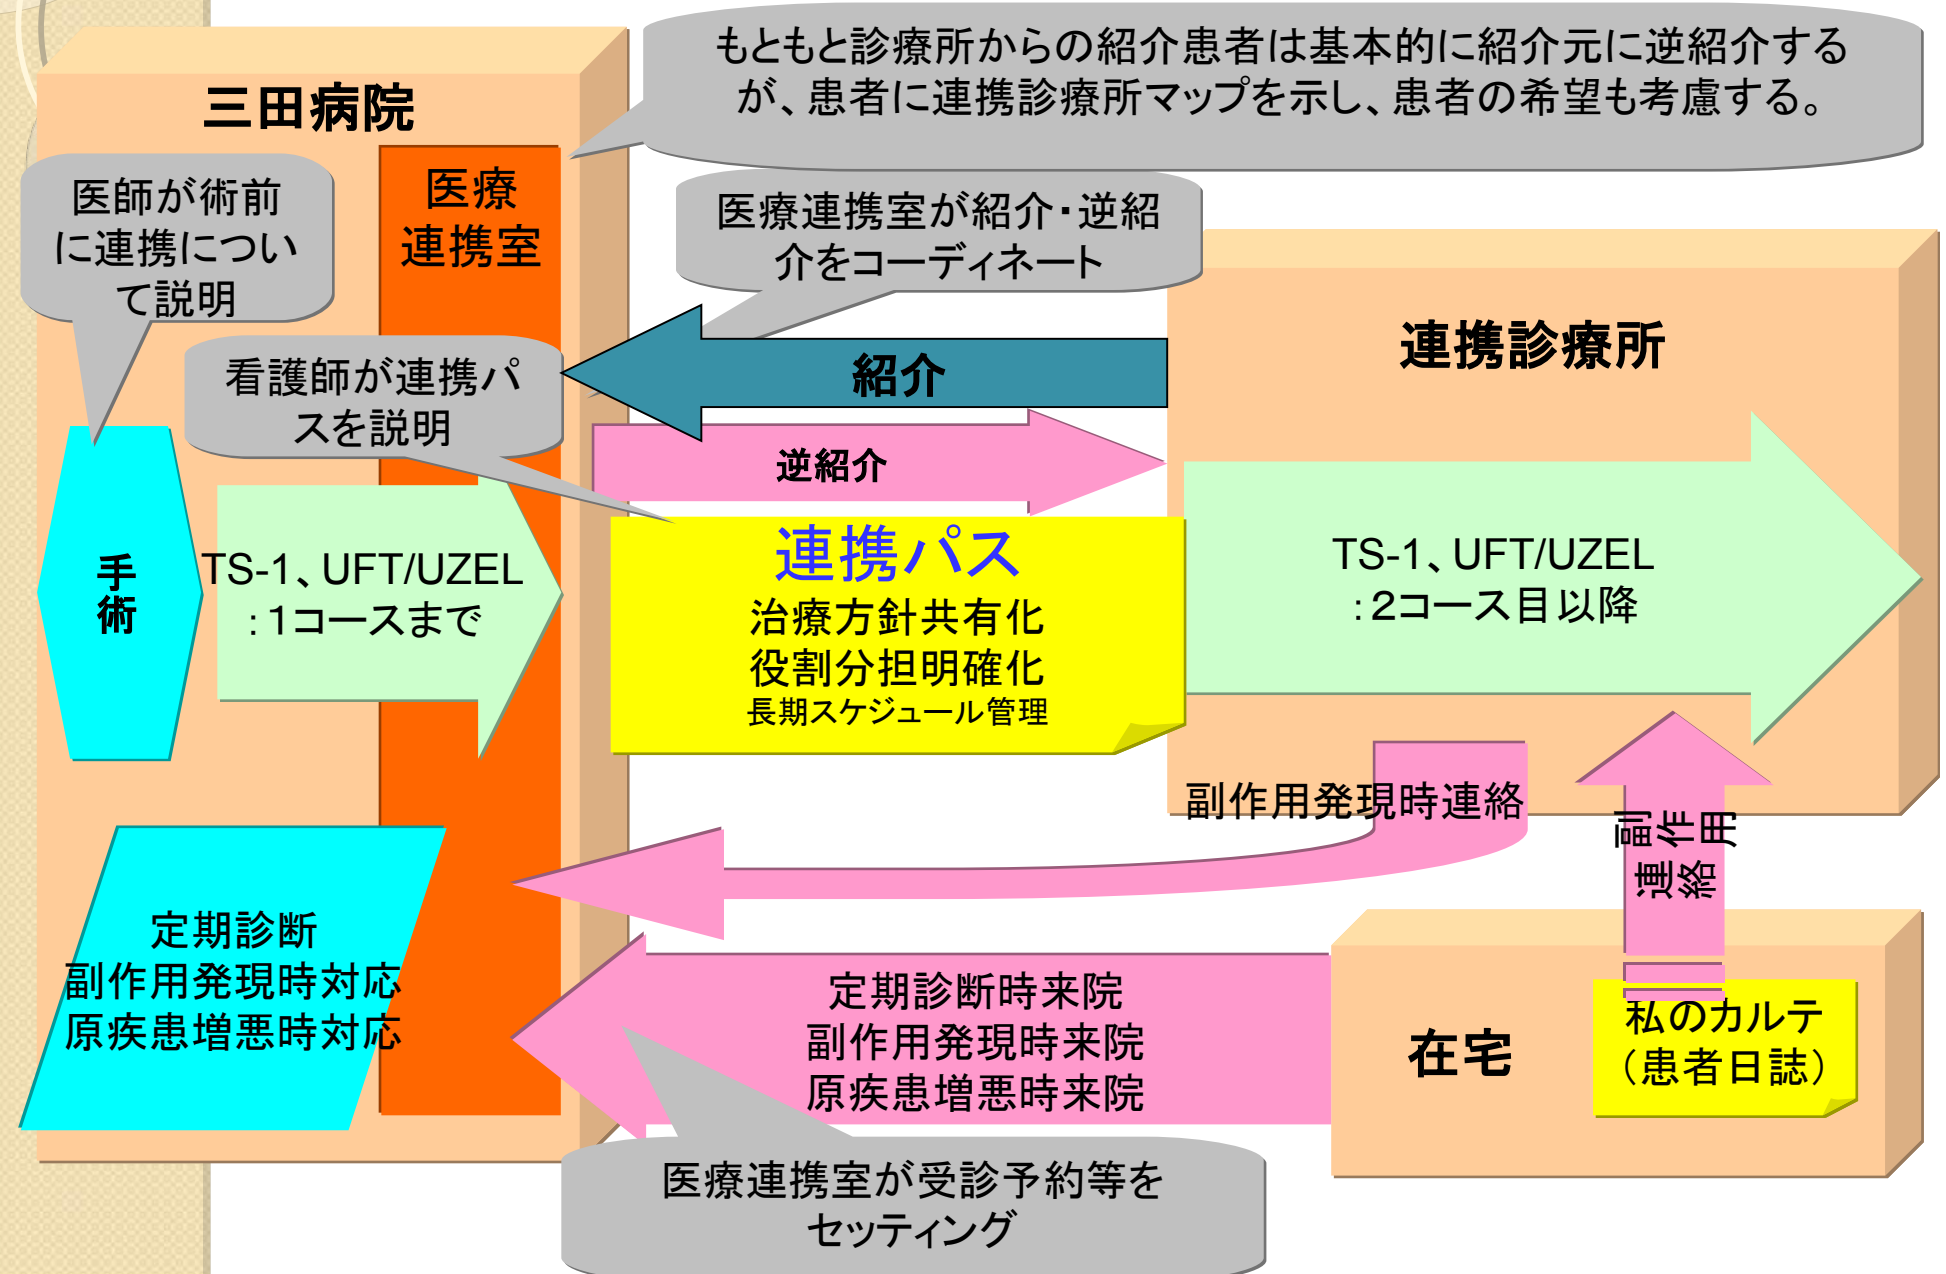 もともと診療所からの紹介患者は基本的に紹介元に逆紹介する
が、患者に連携診療所マップを示し、患者の希望も考慮する。
三田病院
医師が術前
に連携につい
て説明
医療
連携室
医療連携室が紹介・逆紹
介をコーディネート
連携診療所
看護師が連携パ
スを説明
紹介
逆紹介
手術
TS-1、UFT/UZEL
:1コースまで
連携パス
治療方針共有化
役割分担明確化
長期スケジュール管理
TS-1、UFT/UZEL
:2コース目以降
副作用発現時連絡
副作用
連絡
定期診断
副作用発現時対応
原疾患増悪時対応
定期診断時来院
副作用発現時来院
原疾患増悪時来院
在宅
私のカルテ
(患者日誌)
医療連携室が受診予約等を
セッティング